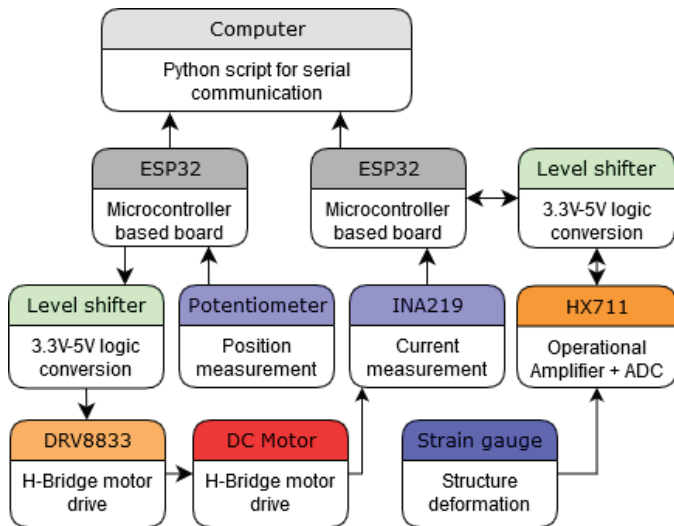 Computer
Python script for serial
communication
ESP32
Microcontroller
based board
ESP32
Microcontroller
based board
Level shifter
3.3V-5V logic
conversion
Level shifter
3.3V-5V logic
conversion
Potentiometer
Position
measurement
INA219
Current
measurement
HX711
Operational
Amplifier + ADC
DRV8833
H-Bridge motor
drive
DC Motor
H-Bridge motor
drive
Strain gauge
Structure
deformation